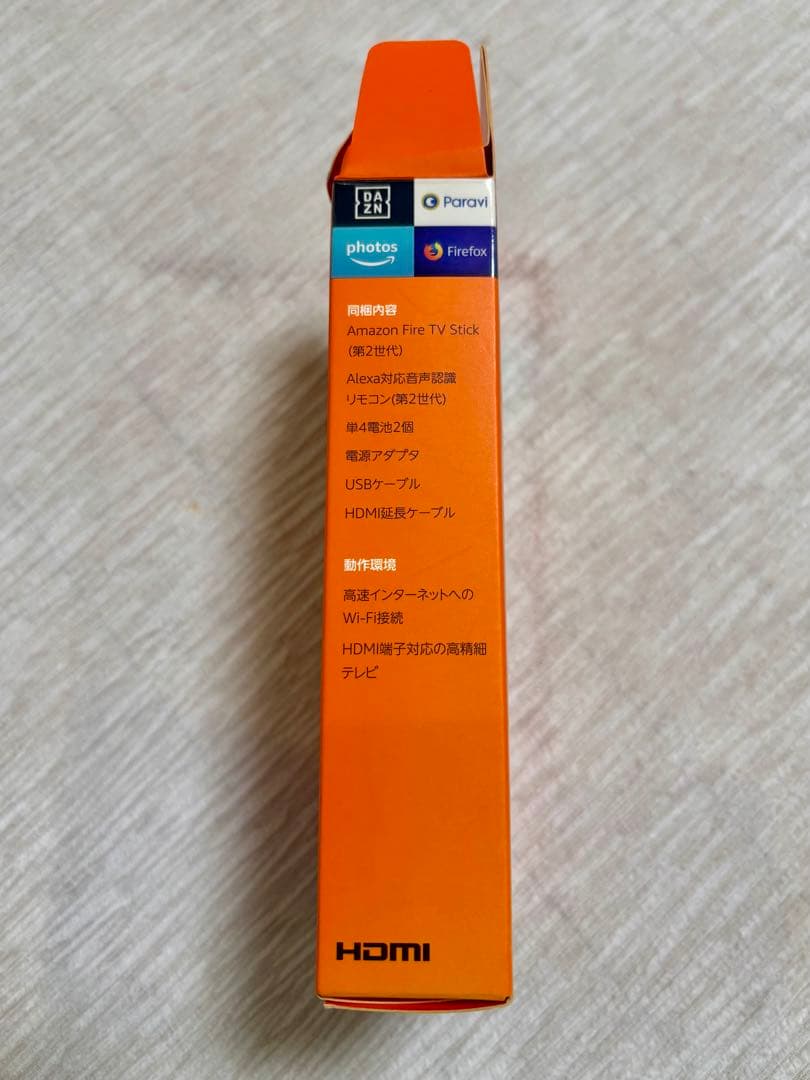 DAZN
Paravi
photos
Firefox
同梱内容
Amazon Fire TV Stick
(第2世代)
Alexa対応音声認識
リモコン(第2世代)
単4電池2個
電源アダプタ
USBケーブル
HDMI延長ケーブル
動作環境
高速インターネットへの
Wi-Fi接続
HDMI端子対応の高精細
テレビ
HDMI